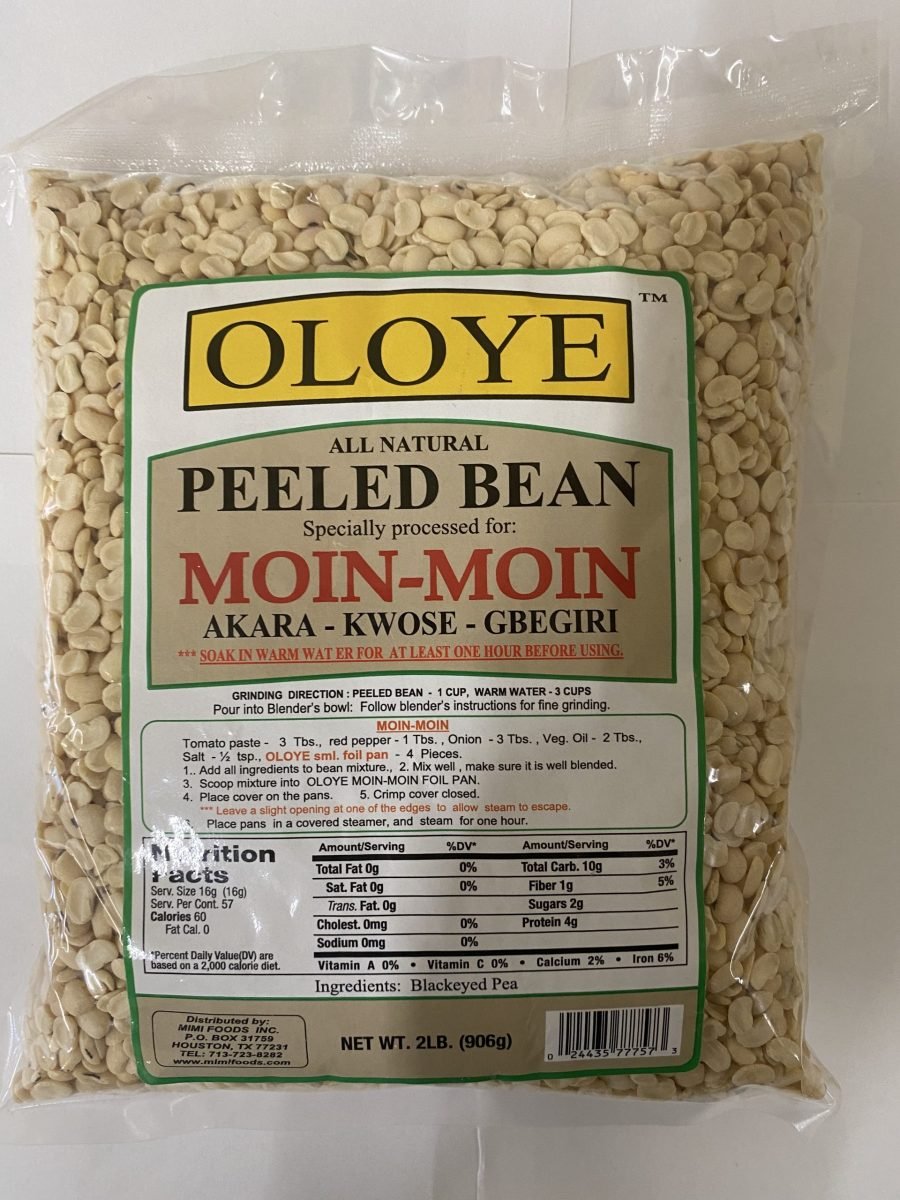 OLOYE TM
ALL NATURAL
PEELED BEAN
Specially processed for:
MOIN-MOIN
AKARA - KWOSE - GBEGIRI
*** SOAK IN WARM WAT ER FOR AT LEAST ONE HOUR BEFORE USING.
GRINDING DIRECTION : PEELED BEAN - 1 CUP, WARM WATER - 3 CUPS
Pour into Blender's bowl: Follow blender's instructions for fine grinding.
MOIN-MOIN
Tomato paste - 3 Tbs., red pepper - 1 Tbs. , Onion - 3 Tbs. , Veg. Oil - 2 Tbs.,
Salt - ½ tsp., OLOYE sml. foil pan - 4 Pieces.
1.. Add all ingredients to bean mixture., 2. Mix well , make sure it is well blended.
3. Scoop mixture into OLOYE MOIN-MOIN FOIL PAN.
4. Place cover on the pans. 5. Crimp cover closed.
*** Leave a slight opening at one of the edges to allow steam to escape.
Place pans in a covered steamer, and steam for one hour.
Nutrition
Facts
Serv. Size 16g (16g)
Serv. Per Cont. 57
Calories 60
Fat Cal. 0
*Percent Daily Value(DV) are
based on a 2,000 calorie diet.
Amount/Serving %DV* Amount/Serving %DV*
Total Fat 0g 0% Total Carb. 10g 3%
Sat. Fat 0g 0% Fiber 1g 5%
Trans. Fat. 0g Sugars 2g
Cholest. 0mg 0% Protein 4g
Sodium 0mg 0%
Vitamin A 0% • Vitamin C 0% • Calcium 2% • Iron 6%
Ingredients: Blackeyed Pea
Distributed by:
MIMI FOODS INC.
P.O. BOX 31759
HOUSTON, TX 77231
TEL: 713-723-8282
www.mimifoods.com
NET WT. 2LB. (906g)
0 24435 77757 3